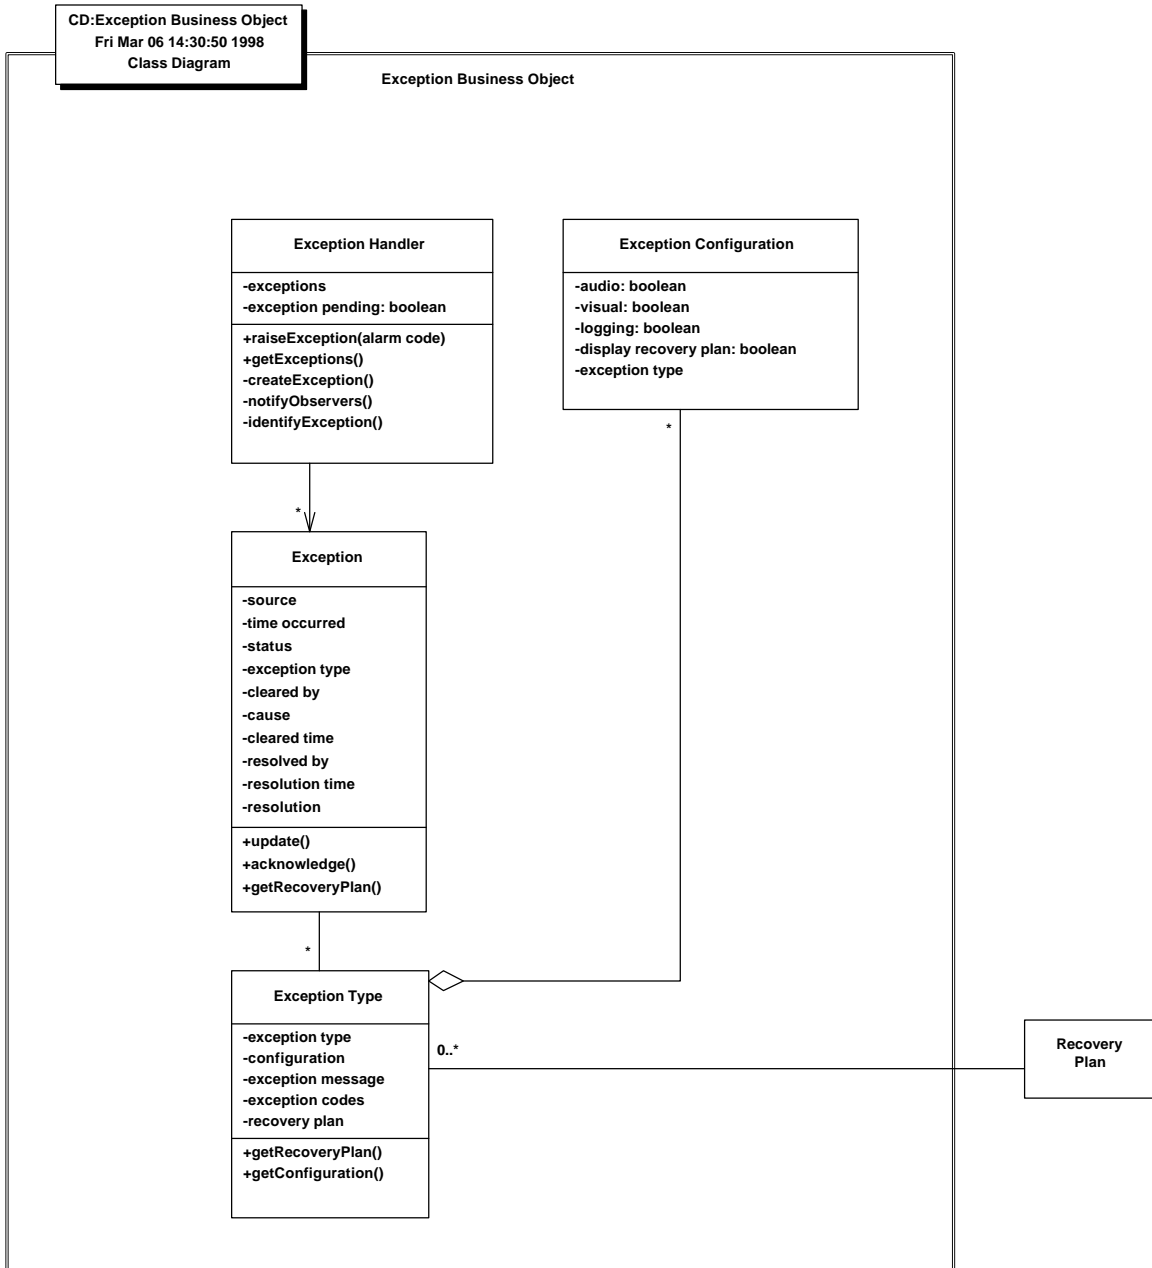 CD:Exception Business Object
Fri Mar 06 14:30:50 1998
Class Diagram
Exception Business Object
Exception Handler
-exceptions
-exception pending: boolean
+raiseException(alarm code)
+getExceptions()
-createException()
-notifyObservers()
-identifyException()
Exception Configuration
-audio: boolean
-visual: boolean
-logging: boolean
-display recovery plan: boolean
-exception type
*
*
Exception
-source
-time occurred
-status
-exception type
-cleared by
-cause
-cleared time
-resolved by
-resolution time
-resolution
+update()
+acknowledge()
+getRecoveryPlan()
*
Exception Type
-exception type
-configuration
-exception message
-exception codes
-recovery plan
+getRecoveryPlan()
+getConfiguration()
0..*
Recovery
Plan